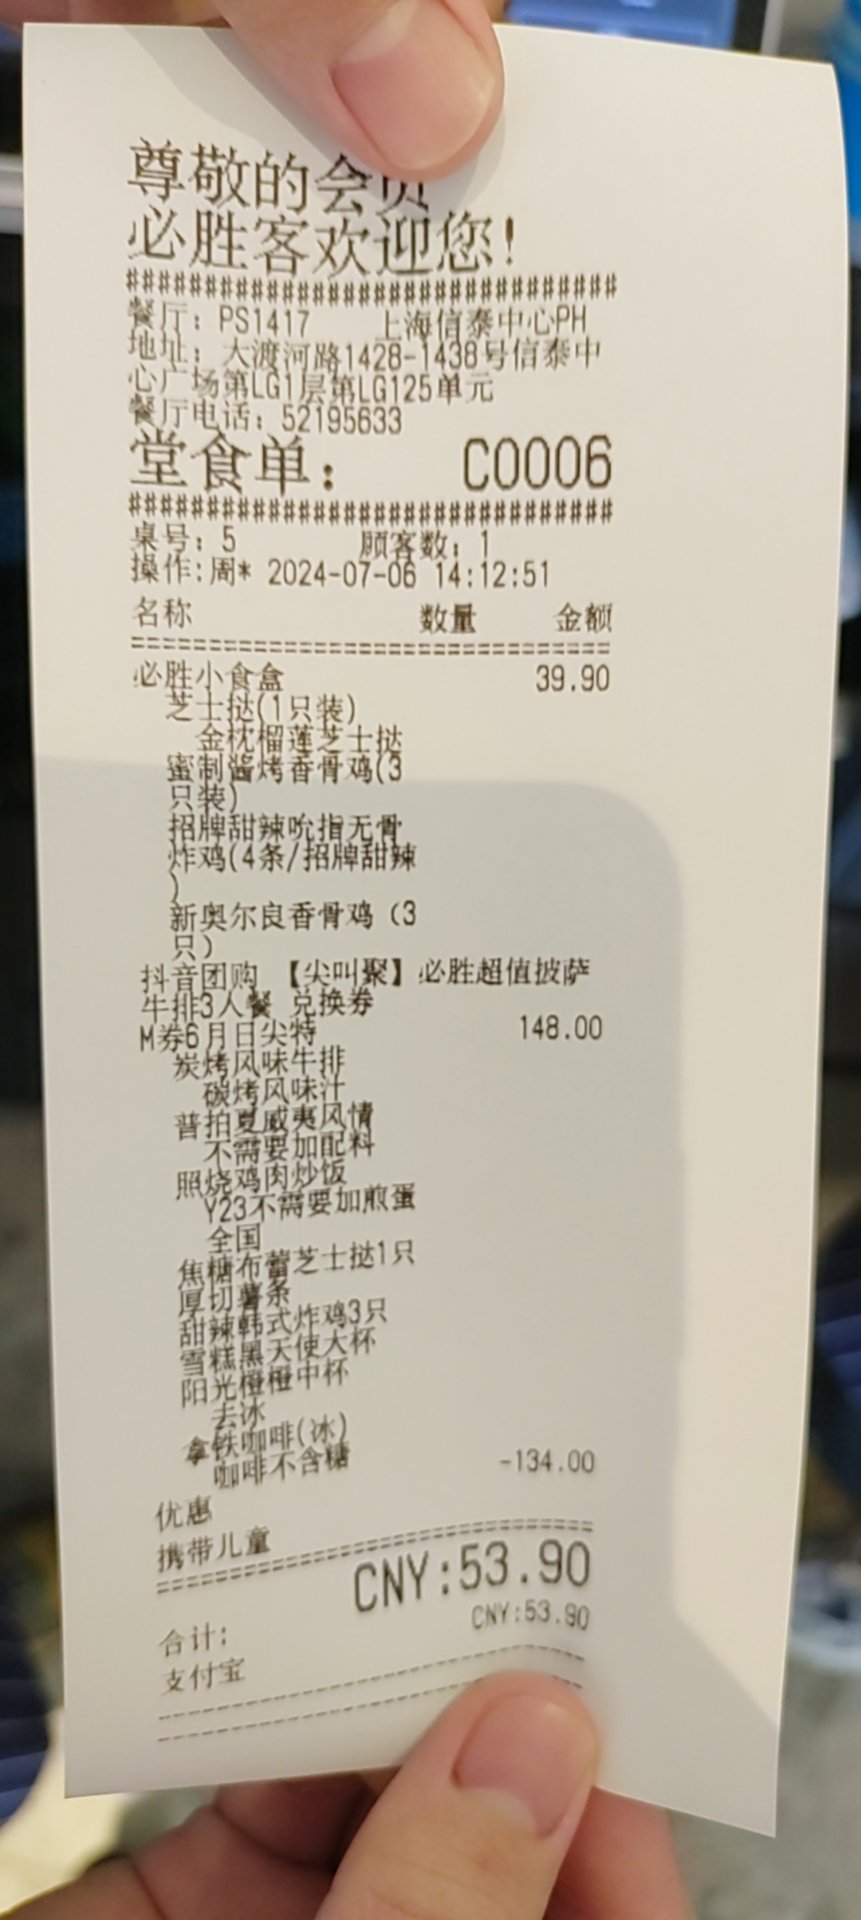 尊敬的会员
必胜客欢迎您!
################################
餐厅: PS1417 上海信泰中心PH
地址: 大渡河路1428-1438号信泰中
心广场第LG1层第LG125单元
餐厅电话: 52195633
堂食单: C0006
################################
桌号: 5 顾客数: 1
操作:周* 2024-07-06 14:12:51
名称 数量 金额
================================
必胜小食盒 39.90
芝士挞(1只装)
金枕榴莲芝士挞
蜜制酱烤香骨鸡(3
只装)
招牌甜辣吮指无骨
炸鸡(4条/招牌甜辣
)
新奥尔良香骨鸡 (3
只)
抖音团购 【尖叫聚】必胜超值披萨
牛排3人餐 兑换券
M券6月日尖特 148.00
炭烤风味牛排
碳烤风味汁
普拍夏威夷风情
不需要加配料
照烧鸡肉炒饭
Y23不需要加煎蛋
全国
焦糖布蕾芝士挞1只
厚切薯条
甜辣韩式炸鸡3只
雪糕黑天使大杯
阳光橙橙中杯
去冰
拿铁咖啡(冰)
咖啡不含糖
优惠 -134.00
携带儿童
================================
合计: CNY:53.90
支付宝 CNY:53.90
--------------------------------
--------------------------------